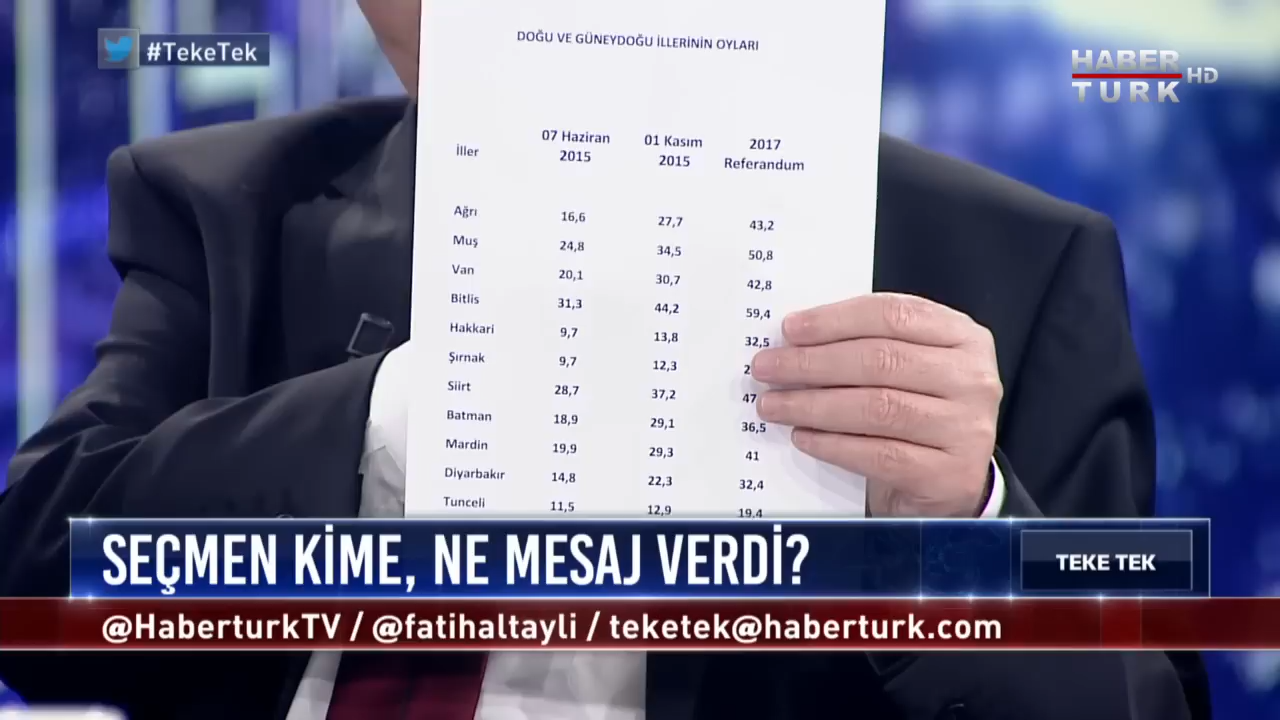 #TekeTek
HABER
TURK HD
DOĞU VE GÜNEYDOĞU İLLERİNİN OYLARI
İller 07 Haziran 2015 01 Kasım 2015 2017 Referandum
Ağrı 16,6 27,7 43,2
Muş 24,8 34,5 50,8
Van 20,1 30,7 42,8
Bitlis 31,3 44,2 59,4
Hakkari 9,7 13,8 32,5
Şırnak 9,7 12,3
Siirt 28,7 37,2 47
Batman 18,9 29,1 36,5
Mardin 19,9 29,3 41
Diyarbakır 14,8 22,3 32,4
Tunceli 11,5 12,9 19,4
SEÇMEN KİME, NE MESAJ VERDİ?
TEKE TEK
@HaberturkTV / @fatihaltayli / teketek@haberturk.com